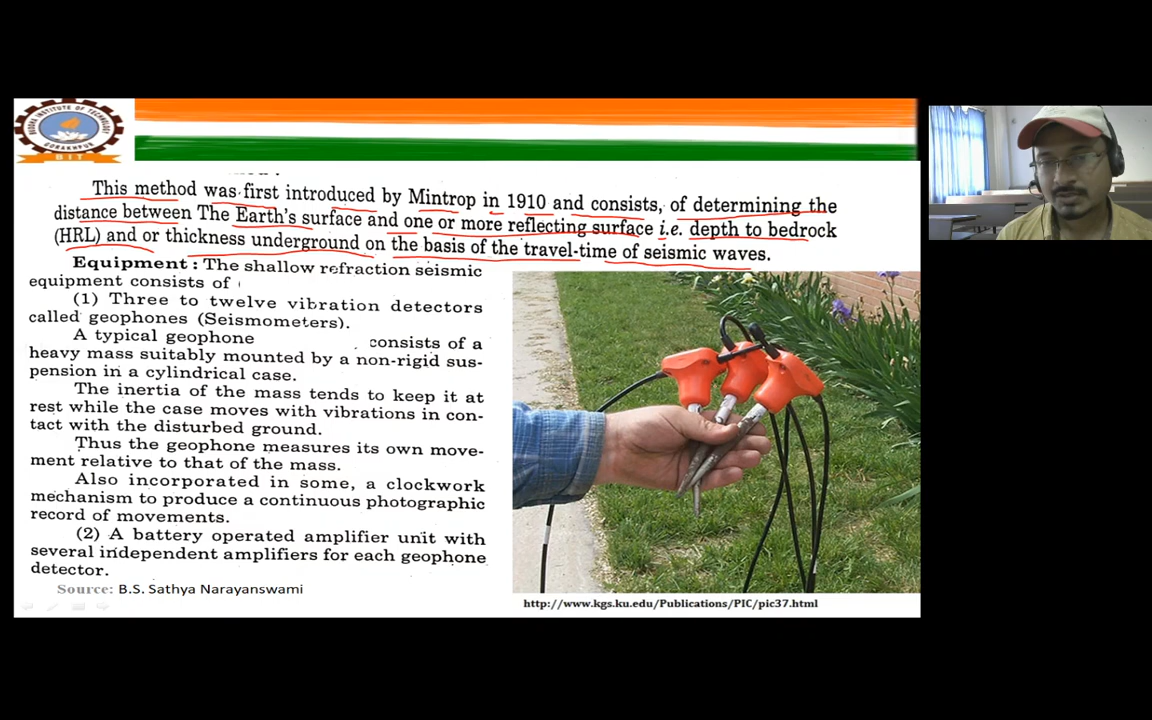 BUDDHA INSTITUTE OF TECHNOLOGY
GORAKHPUR
BIT
This method was first introduced by Mintrop in 1910 and consists, of determining the
distance between The Earth's surface and one or more reflecting surface i.e. depth to bedrock
(HRL) and or thickness underground on the basis of the travel-time of seismic waves.
Equipment : The shallow refraction seismic
equipment consists of
(1) Three to twelve vibration detectors
called geophones (Seismometers).
A typical geophone consists of a
heavy mass suitably mounted by a non-rigid sus-
pension in a cylindrical case.
The inertia of the mass tends to keep it at
rest while the case moves with vibrations in con-
tact with the disturbed ground.
Thus the geophone measures its own move-
ment relative to that of the mass.
Also incorporated in some, a clockwork
mechanism to produce a continuous photographic
record of movements.
(2) A battery operated amplifier unit with
several independent amplifiers for each geophone
detector.
Source: B.S. Sathya Narayanswami
http://www.kgs.ku.edu/Publications/PIC/pic37.html